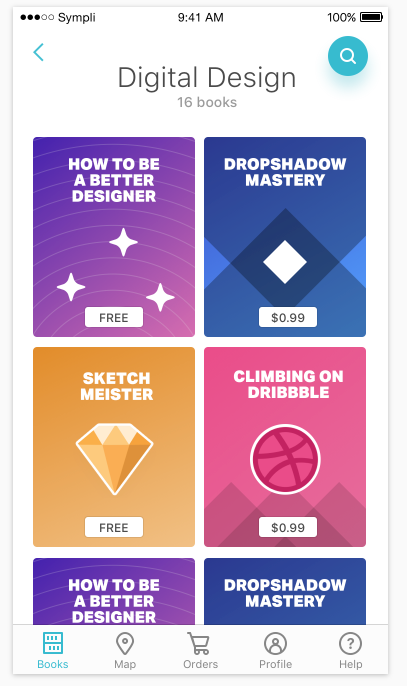 Sympli 9:41 AM 100%
Digital Design
16 books
HOW TO BE
A BETTER
DESIGNER
FREE
DROPSHADOW
MASTERY
$0.99
SKETCH
MEISTER
FREE
CLIMBING ON
DRIBBBLE
$0.99
HOW TO BE
A BETTER
DESIGNER
DROPSHADOW
MASTERY
Books Map Orders Profile Help